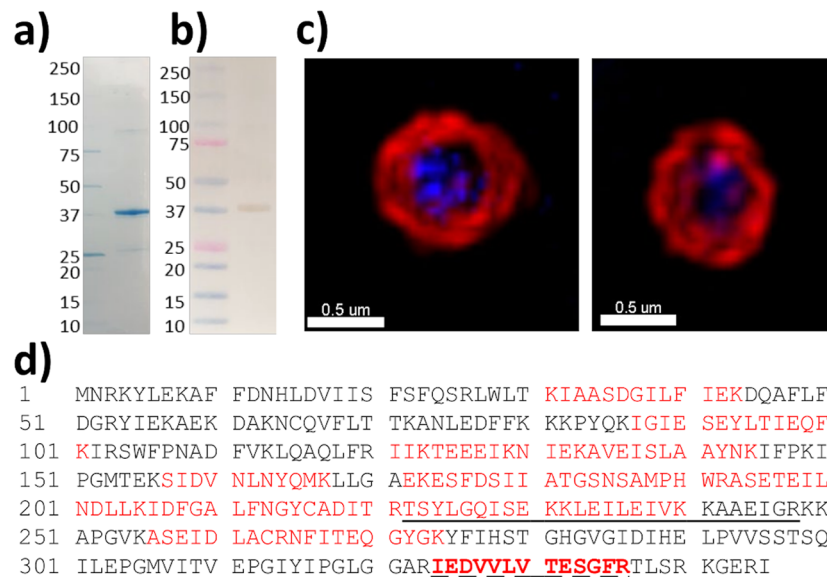 a)
250
150
100
75
50
37
25
20
15
10
b)
250
150
100
75
50
37
25
20
15
10
c)
0.5 um
0.5 um
d)
1 MNRKYLEKAF FDNHLDVIIS FSFQSRLWLT KIAASDGILF IEKDQAFLF
51 DGRYIEKAEK DAKNCQVFLT TKANLEDFFK KKPYQKIGIE SEYLTIEQF
101 KIRSWFPNAD FVKLQAQLFR IIKTEEEIKN IEKAVEISLA AYNKIFPKI
151 PGMTEKSIDV NLNYQMKLLG AEKESFDSII ATGSNSAMPH WRASETEIL
201 NDLLKIDFGA LFNGYCADIT RTSYLGQISE KKLEILEIVK KAAEIGRKK
251 APGVKASEID LACRNFITEQ GYGKYFIHST GHGVGIDIHE LPVVSSTSQ
301 ILEPGMVITV EPGIYIPGLG GARIEDVVLV TESGFRTLSR KGERI